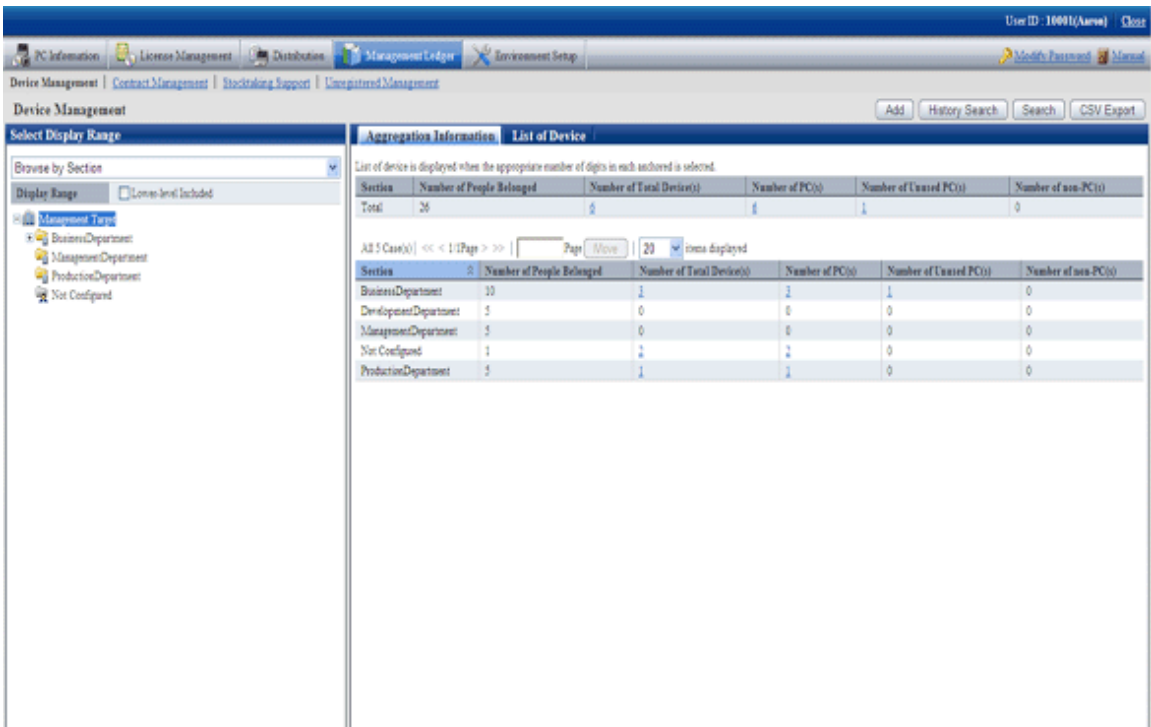 User ID : 10001(Aaron) Close
PC Information License Management Distribution Management Ledger Environment Setup Modify Password Manual
Device Management | Contract Management | Stocktaking Support | Unregistered Management
Device Management Add History Search Search CSV Export
Select Display Range
Browse by Section
Display Range Lower-level Included
Management Target
BusinessDepartment
ManagementDepartment
ProductionDepartment
Not Configured
Aggregation Information List of Device
List of device is displayed when the appropriate number of digits in each anchored is selected.
Section Number of People Belonged Number of Total Device(s) Number of PC(s) Number of Unused PC(s) Number of non-PC(s)
Total 26 6 6 1 0
All 5 Case(s)| << < 1/1Page > >> | Page Move | 20 items displayed
Section Number of People Belonged Number of Total Device(s) Number of PC(s) Number of Unused PC(s) Number of non-PC(s)
BusinessDepartment 10 3 3 1 0
DevelopmentDepartment 5 0 0 0 0
ManagementDepartment 5 0 0 0 0
Not Configured 1 2 2 0 0
ProductionDepartment 5 1 1 0 0